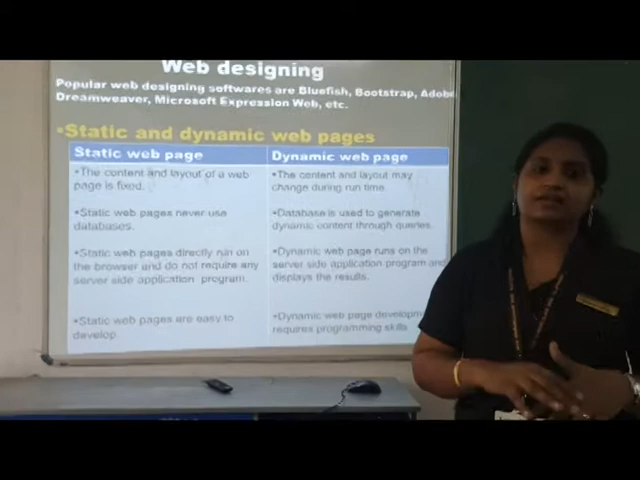 Web designing
Popular web designing softwares are Bluefish, Bootstrap, Adobe
Dreamweaver, Microsoft Expression Web, etc.
•Static and dynamic web pages
Static web page
•The content and layout of a web
page is fixed.
•Static web pages never use
databases.
•Static web pages directly run on
the browser and do not require any
server side application program.
•Static web pages are easy to
develop.
Dynamic web page
•The content and layout may
change during run time.
•Database is used to generate
dynamic content through queries.
•Dynamic web page runs on the
server side application program and
displays the results.
•Dynamic web page developm
requires programming skills